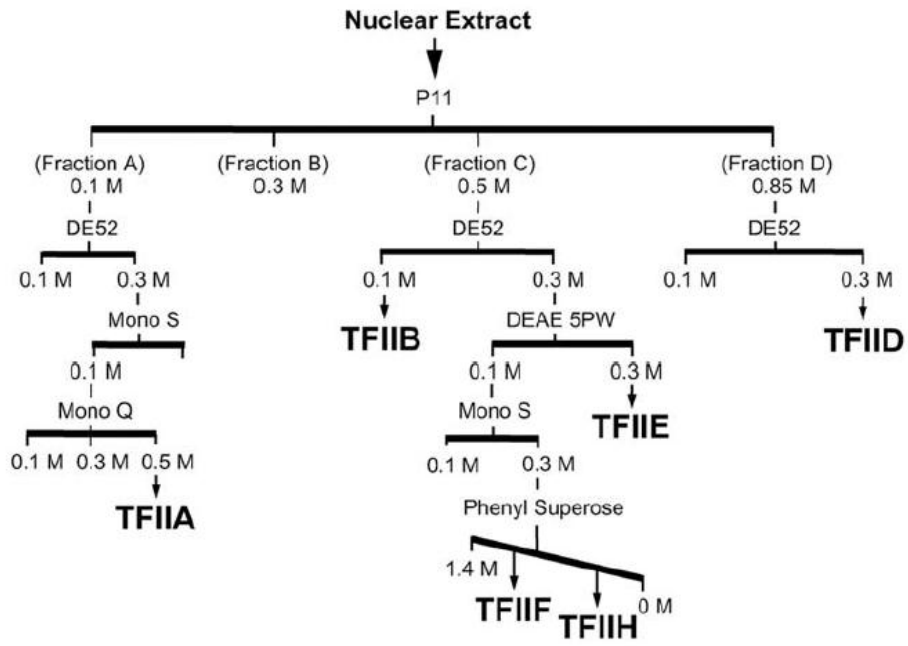 Nuclear Extract
P11
(Fraction A) (Fraction B) (Fraction C) (Fraction D)
0.1 M 0.3 M 0.5 M 0.85 M
DE52 DE52 DE52
0.1 M 0.3 M 0.1 M 0.3 M 0.1 M 0.3 M
Mono S TFIIB DEAE 5PW TFIID
0.1 M 0.1 M 0.3 M
Mono Q Mono S TFIIE
0.1 M 0.3 M 0.5 M 0.1 M 0.3 M
TFIIA Phenyl Superose
1.4 M
TFIIF TFIIH 0 M